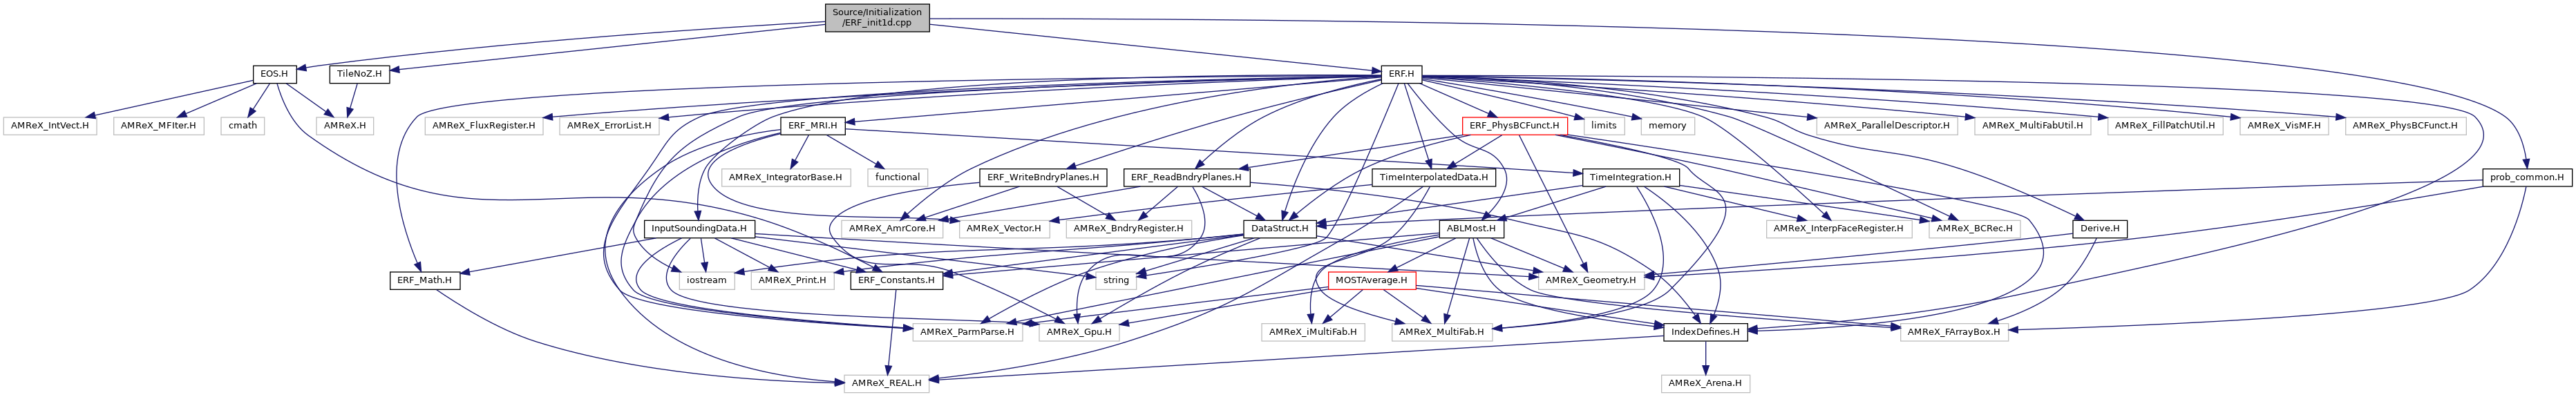 Source/Initialization
/ERF_init1d.cpp
EOS.H
TileNoZ.H
ERF.H
AMReX_IntVect.H
AMReX_MFIter.H
cmath
AMReX.H
AMReX_FluxRegister.H
AMReX_ErrorList.H
ERF_MRI.H
ERF_PhysBCFunct.H
limits
memory
AMReX_ParallelDescriptor.H
AMReX_MultiFabUtil.H
AMReX_FillPatchUtil.H
AMReX_VisMF.H
AMReX_PhysBCFunct.H
AMReX_IntegratorBase.H
functional
ERF_WriteBndryPlanes.H
ERF_ReadBndryPlanes.H
TimeInterpolatedData.H
TimeIntegration.H
prob_common.H
InputSoundingData.H
AMReX_AmrCore.H
AMReX_Vector.H
AMReX_BndryRegister.H
DataStruct.H
ABLMost.H
AMReX_InterpFaceRegister.H
AMReX_BCRec.H
Derive.H
ERF_Math.H
iostream
AMReX_Print.H
ERF_Constants.H
string
MOSTAverage.H
AMReX_Geometry.H
AMReX_ParmParse.H
AMReX_Gpu.H
AMReX_iMultiFab.H
AMReX_MultiFab.H
IndexDefines.H
AMReX_FArrayBox.H
AMReX_REAL.H
AMReX_Arena.H